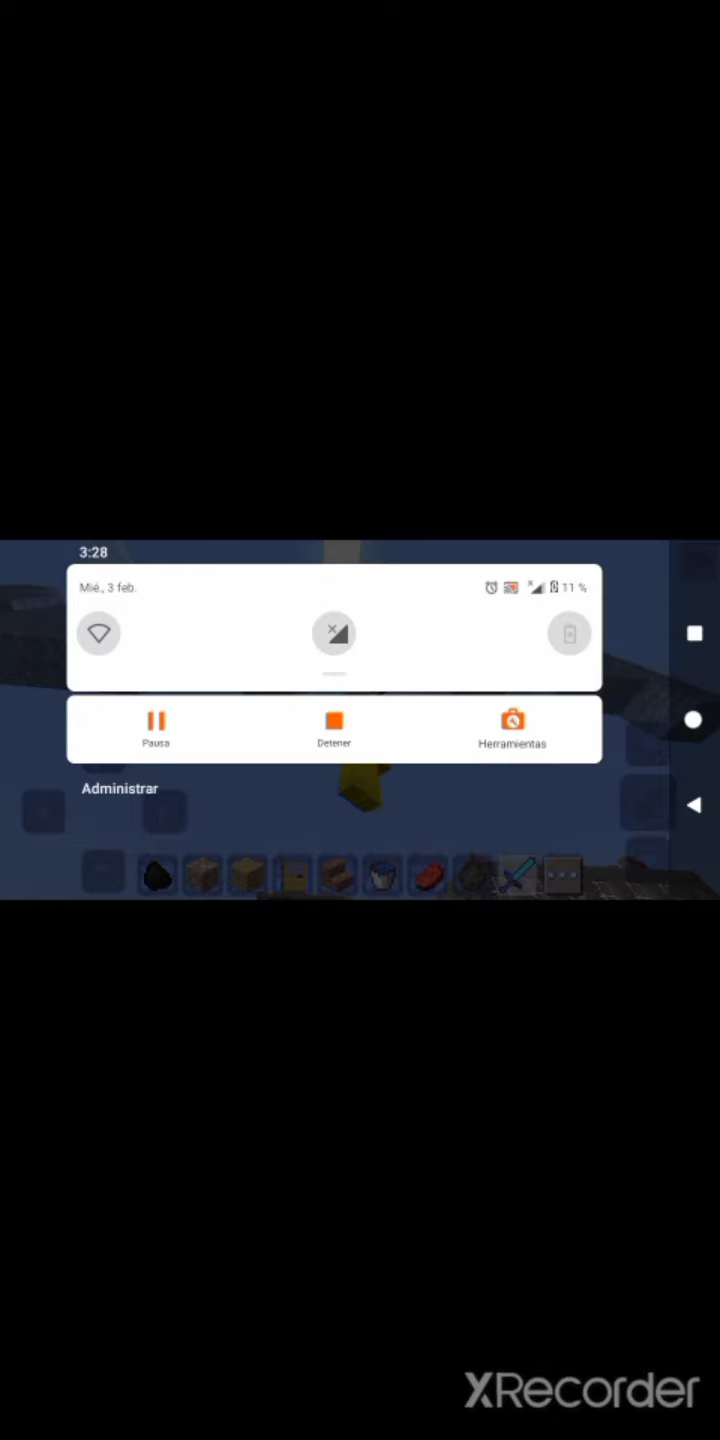 3:28
Mié., 3 feb.
11 %
Pausa
Detener
Herramientas
Administrar
XRecorder